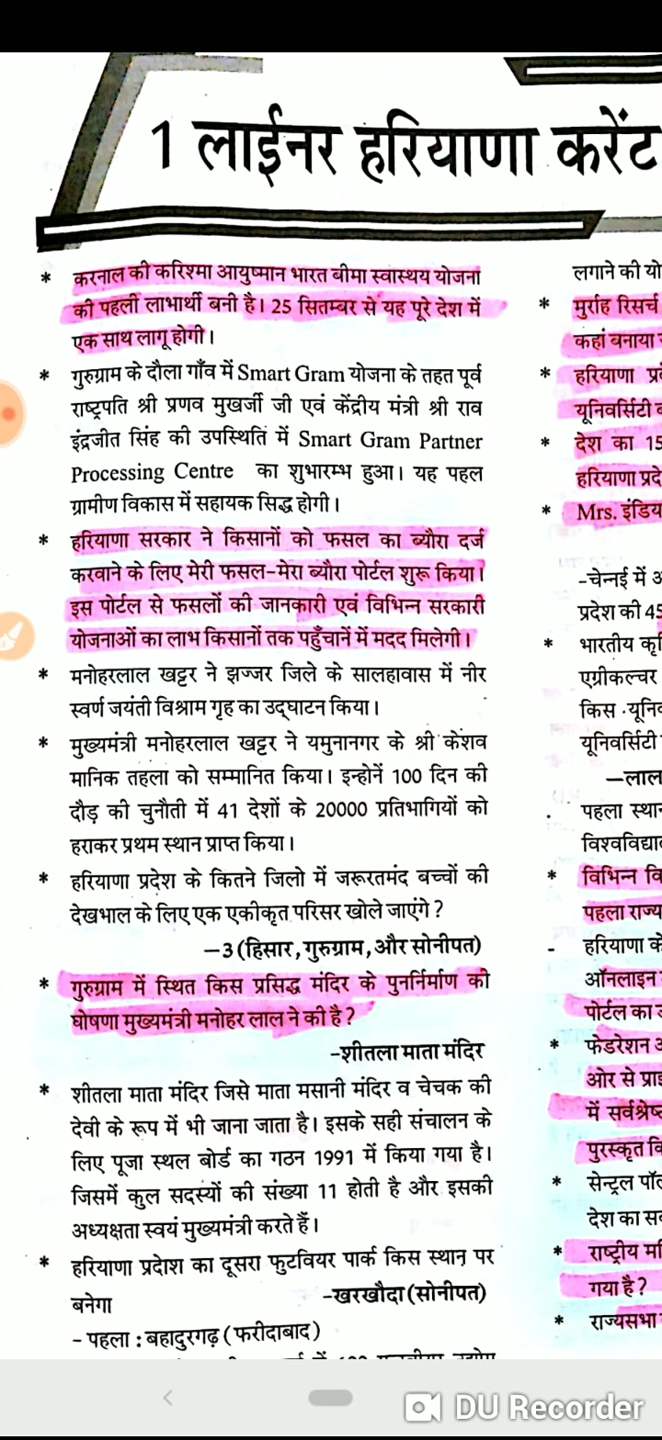 1 लाईनर हरियाणा करेंट
* करनाल की करिश्मा आयुष्मान भारत बीमा स्वास्थय योजना
की पहली लाभार्थी बनी है। 25 सितम्बर से यह पूरे देश में
एक साथ लागू होगी।
* गुरुग्राम के दौला गाँव में Smart Gram योजना के तहत पूर्व
राष्ट्रपति श्री प्रणव मुखर्जी जी एवं केंद्रीय मंत्री श्री राव
इंद्रजीत सिंह की उपस्थिति में Smart Gram Partner
Processing Centre का शुभारम्भ हुआ। यह पहल
ग्रामीण विकास में सहायक सिद्ध होगी।
* हरियाणा सरकार ने किसानों को फसल का ब्यौरा दर्ज
करवाने के लिए मेरी फसल-मेरा ब्यौरा पोर्टल शुरू किया।
इस पोर्टल से फसलों की जानकारी एवं विभिन्न सरकारी
योजनाओं का लाभ किसानों तक पहुँचानें में मदद मिलेगी।
* मनोहरलाल खट्टर ने झज्जर जिले के सालहावास में नीर
स्वर्ण जयंती विश्राम गृह का उद्घाटन किया।
* मुख्यमंत्री मनोहरलाल खट्टर ने यमुनानगर के श्री केशव
मानिक तहला को सम्मानित किया। इन्होनें 100 दिन की
दौड़ की चुनौती में 41 देशों के 20000 प्रतिभागियों को
हराकर प्रथम स्थान प्राप्त किया।
* हरियाणा प्रदेश के कितने जिलो में जरूरतमंद बच्चों की
देखभाल के लिए एक एकीकृत परिसर खोले जाएंगे ?
–3 (हिसार, गुरुग्राम, और सोनीपत)
* गुरुग्राम में स्थित किस प्रसिद्ध मंदिर के पुनर्निर्माण की
घोषणा मुख्यमंत्री मनोहर लाल ने की है ?
-शीतला माता मंदिर
* शीतला माता मंदिर जिसे माता मसानी मंदिर व चेचक की
देवी के रूप में भी जाना जाता है। इसके सही संचालन के
लिए पूजा स्थल बोर्ड का गठन 1991 में किया गया है।
जिसमें कुल सदस्यों की संख्या 11 होती है और इसकी
अध्यक्षता स्वयं मुख्यमंत्री करते हैं।
* हरियाणा प्रदेाश का दूसरा फुटवियर पार्क किस स्थान पर
बनेगा -खरखौदा (सोनीपत)
- पहला : बहादुरगढ़ ( फरीदाबाद )
लगाने की यो
* मुर्राह रिसर्च
कहां बनाया
* हरियाणा प्र
यूनिवर्सिटी
* देश का 15
हरियाणा प्रदे
* Mrs. इंडिय
-चेन्नई में
प्रदेश की 45
* भारतीय कृ
एग्रीकल्चर
किस यूनि
यूनिवर्सिटी
–लाल
पहला स्था
विश्वविद्या
* विभिन्न वि
पहला राज्य
- हरियाणा के
ऑनलाइन
पोर्टल का
* फेडरेशन
ओर से प्रा
में सर्वश्रेष्
पुरस्कृत कि
* सेन्ट्रल पॉ
देश का स
* राष्ट्रीय म
गया है ?
* राज्यसभा
DU Recorder